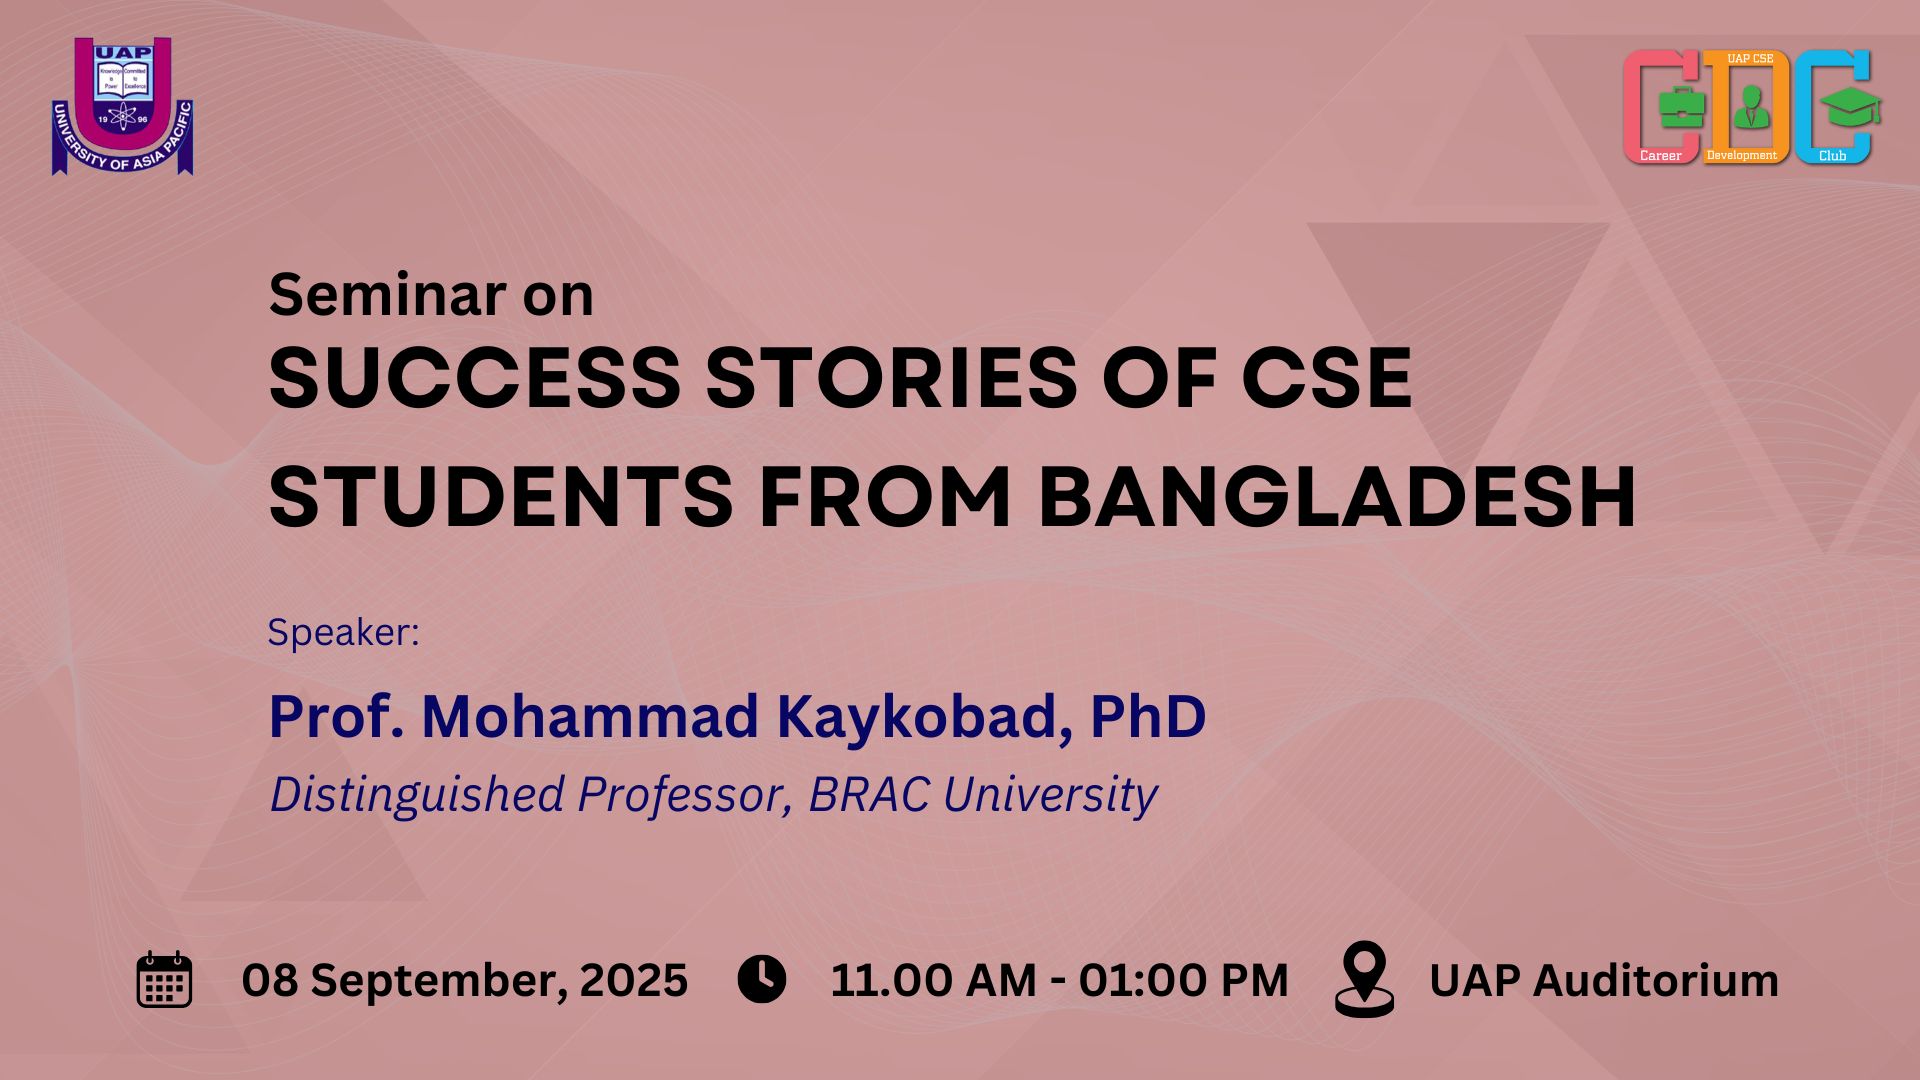 UAP
Knowledge is Power
Committed to Excellence
19 96
UNIVERSITY OF ASIA PACIFIC
UAP CSE
Career Development Club
Seminar on
SUCCESS STORIES OF CSE
STUDENTS FROM BANGLADESH
Speaker:
Prof. Mohammad Kaykobad, PhD
Distinguished Professor, BRAC University
08 September, 2025 11.00 AM - 01:00 PM UAP Auditorium